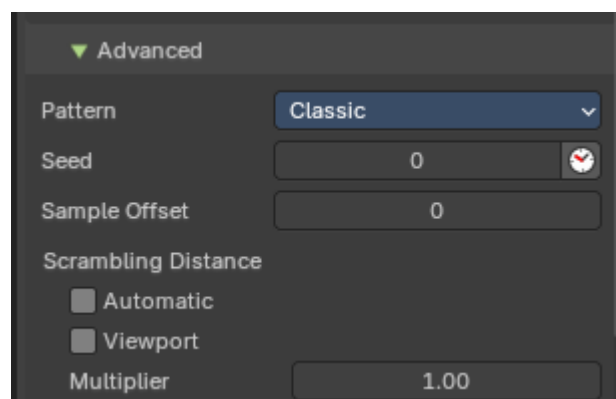 Advanced
Pattern Classic
Seed 0
Sample Offset 0
Scrambling Distance
Automatic
Viewport
Multiplier 1.00